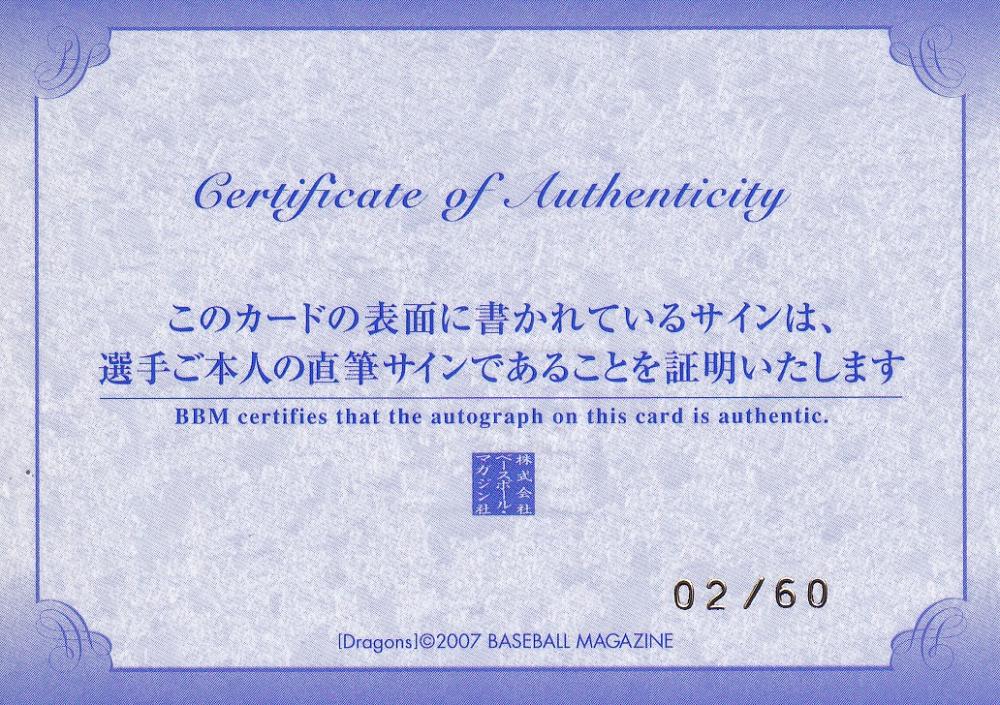 Certificate of Authenticity
このカードの表面に書かれているサインは、
選手ご本人の直筆サインであることを証明いたします
BBM certifies that the autograph on this card is authentic.
株式会社
ベースボール・
マガジン社
02/60
[Dragons]©2007 BASEBALL MAGAZINE